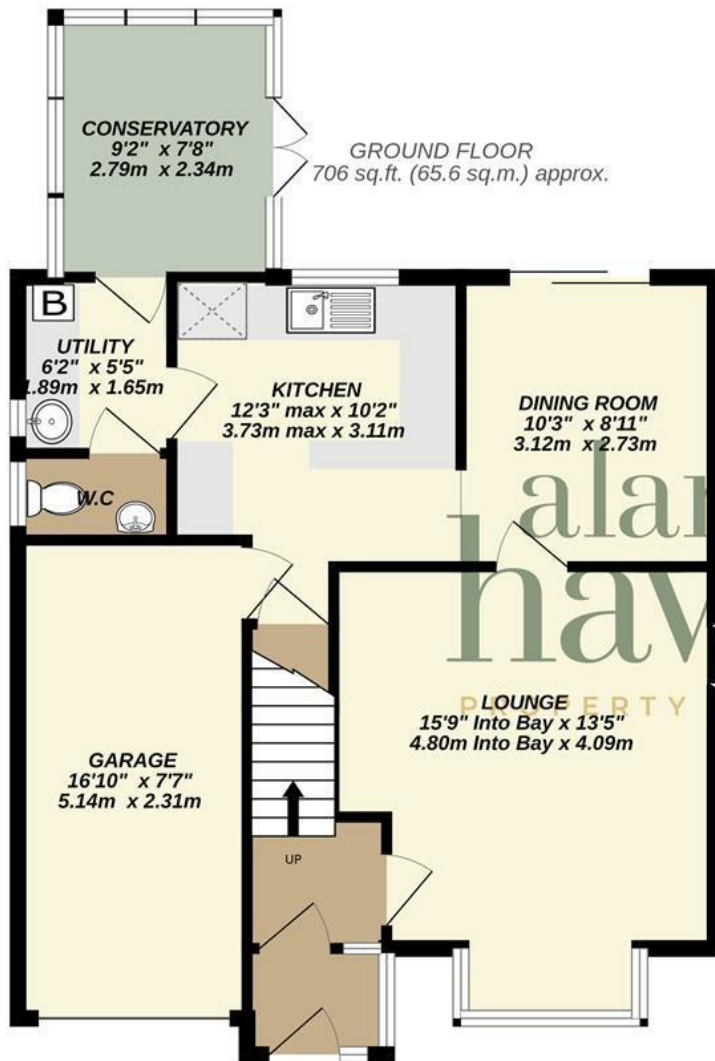 CONSERVATORY
9'2" x 7'8"
2.79m x 2.34m
GROUND FLOOR
706 sq.ft. (65.6 sq.m.) approx.
B
UTILITY
6'2" x 5'5"
1.89m x 1.65m
KITCHEN
12'3" max x 10'2"
3.73m max x 3.11m
DINING ROOM
10'3" x 8'11"
3.12m x 2.73m
W.C
alan
haw
PROPERTY
LOUNGE
15'9" Into Bay x 13'5"
4.80m Into Bay x 4.09m
GARAGE
16'10" x 7'7"
5.14m x 2.31m
UP